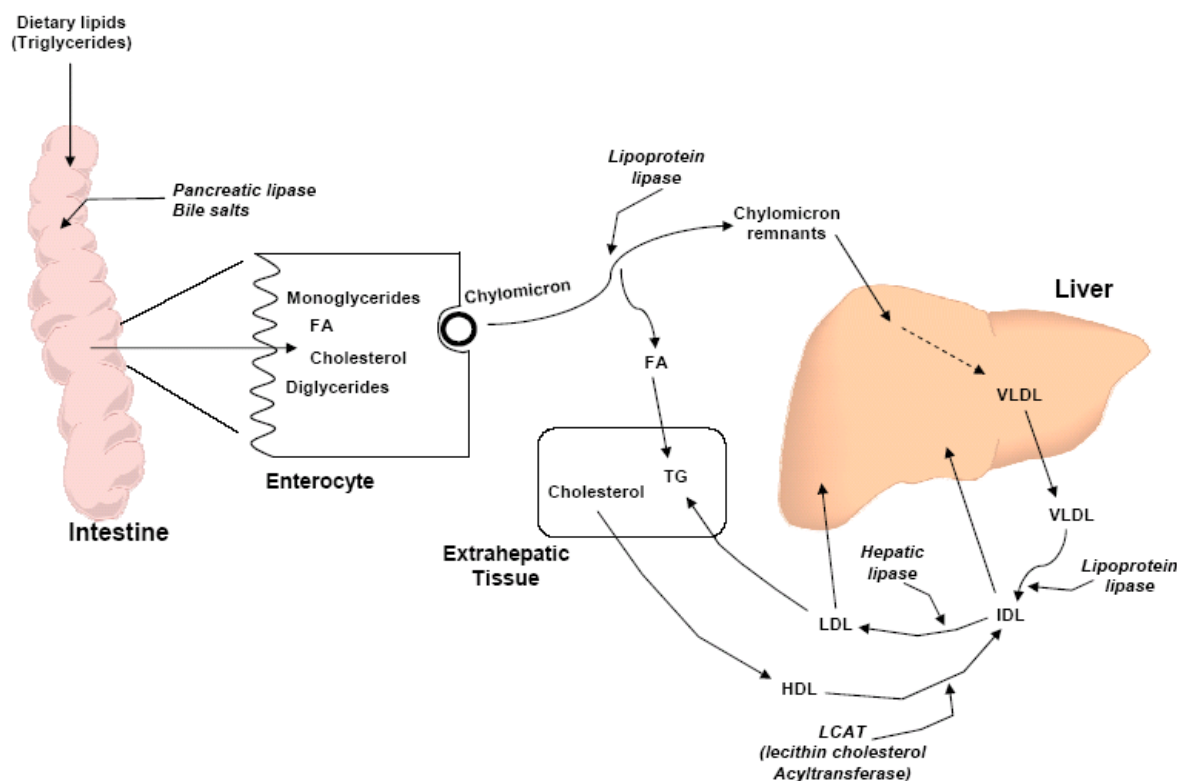 Dietary lipids
(Triglycerides)
Pancreatic lipase
Bile salts
Intestine
Monoglycerides
FA
Cholesterol
Diglycerides
Enterocyte
Chylomicron
Lipoprotein
lipase
Chylomicron
remnants
FA
TG
Cholesterol
Extrahepatic
Tissue
Liver
VLDL
VLDL
Lipoprotein
lipase
Hepatic
lipase
IDL
LDL
HDL
LCAT
(lecithin cholesterol
Acyltransferase)